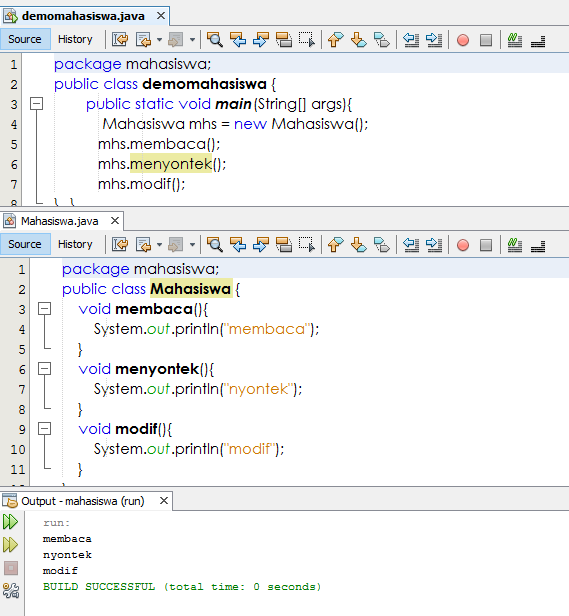 demomahasiswa.java
Source History
1 package mahasiswa;
2 public class demomahasiswa {
3 public static void main(String[] args){
4 Mahasiswa mhs = new Mahasiswa();
5 mhs.membaca();
6 mhs.menyontek();
7 mhs.modif();
8 } }
Mahasiswa.java
Source History
1 package mahasiswa;
2 public class Mahasiswa {
3 void membaca(){
4 System.out.println("membaca");
5 }
6 void menyontek(){
7 System.out.println("nyontek");
8 }
9 void modif(){
10 System.out.println("modif");
11 }
Output - mahasiswa (run)
run:
membaca
nyontek
modif
BUILD SUCCESSFUL (total time: 0 seconds)